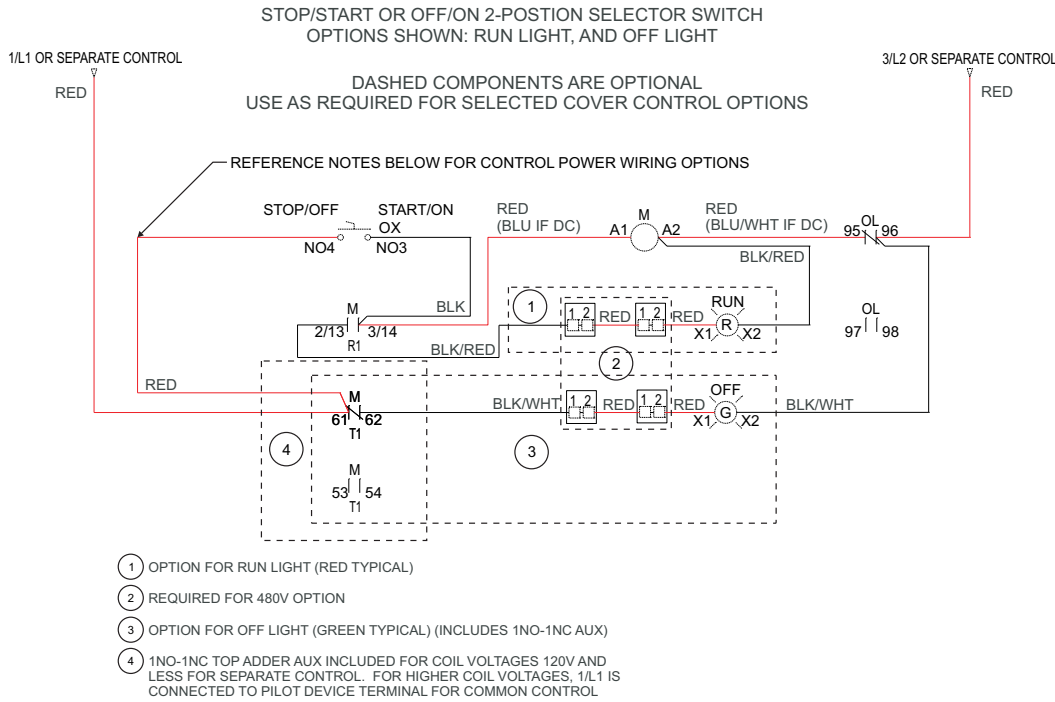 STOP/START OR OFF/ON 2-POSTION SELECTOR SWITCH
OPTIONS SHOWN: RUN LIGHT, AND OFF LIGHT
1/L1 OR SEPARATE CONTROL
3/L2 OR SEPARATE CONTROL
RED
RED
DASHED COMPONENTS ARE OPTIONAL
USE AS REQUIRED FOR SELECTED COVER CONTROL OPTIONS
REFERENCE NOTES BELOW FOR CONTROL POWER WIRING OPTIONS
STOP/OFF
START/ON
OX
NO4
NO3
RED
(BLU IF DC)
M
A1
A2
RED
(BLU/WHT IF DC)
OL
95
96
BLK/RED
M
2/13
3/14
R1
BLK
BLK/RED
1
1 2
RED
1 2
RED
RUN
R
X1
X2
OL
97
98
2
RED
M
61
62
T1
BLK/WHT
1 2
RED
1 2
RED
OFF
G
X1
X2
BLK/WHT
4
3
M
53
54
T1
1 OPTION FOR RUN LIGHT (RED TYPICAL)
2 REQUIRED FOR 480V OPTION
3 OPTION FOR OFF LIGHT (GREEN TYPICAL) (INCLUDES 1NO-1NC AUX)
4 1NO-1NC TOP ADDER AUX INCLUDED FOR COIL VOLTAGES 120V AND
LESS FOR SEPARATE CONTROL. FOR HIGHER COIL VOLTAGES, 1/L1 IS
CONNECTED TO PILOT DEVICE TERMINAL FOR COMMON CONTROL